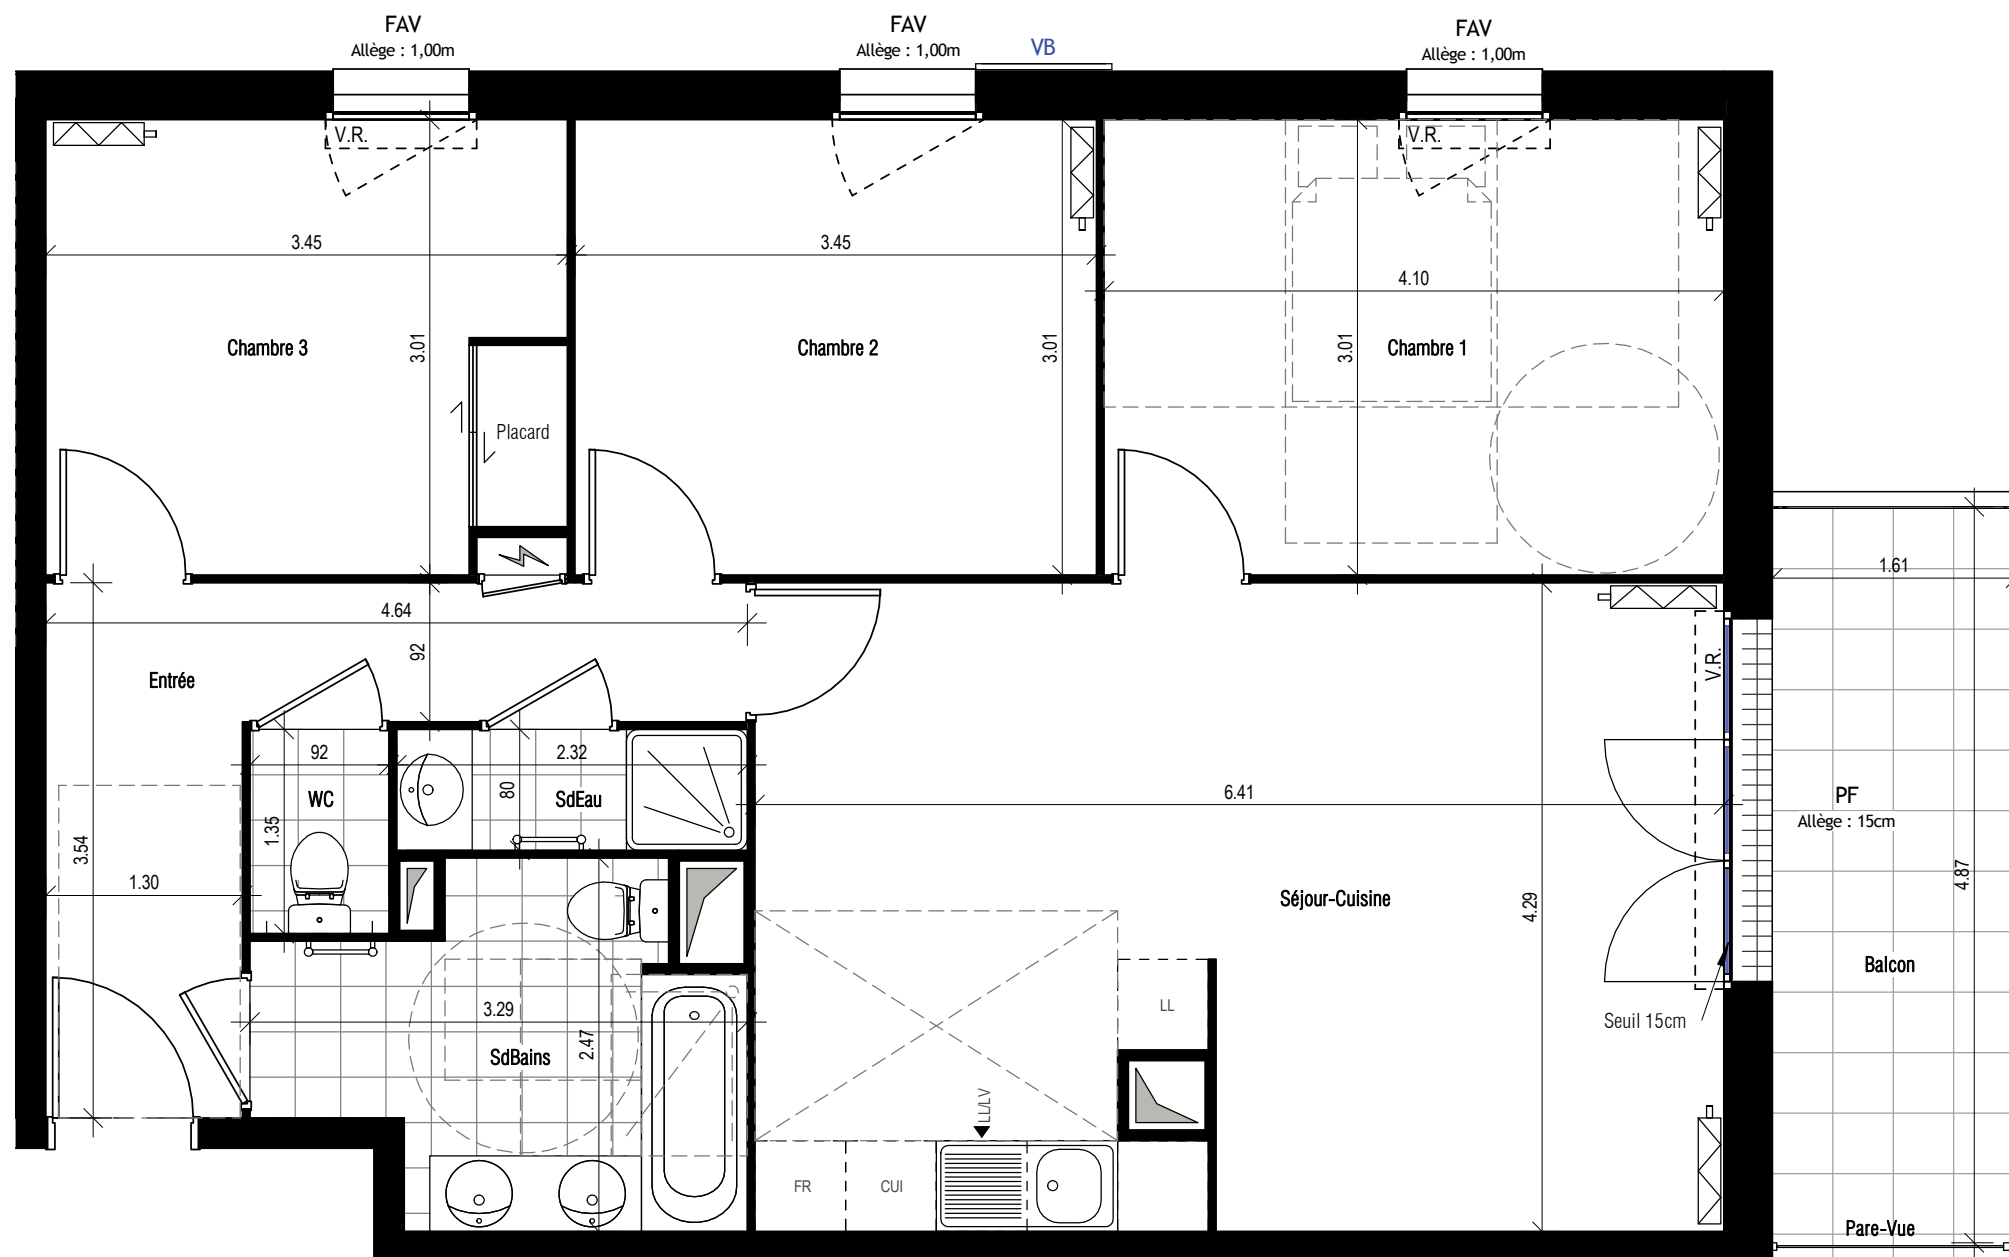 FAV
Allège : 1,00m
FAV
Allège : 1,00m
VB
FAV
Allège : 1,00m
V.R.
V.R.
3.45
3.45
4.10
Chambre 3
3.01
Chambre 2
3.01
3.01
Chambre 1
Placard
1.61
4.64
92
Entrée
V.R.
92
2.32
WC
80
SdEau
6.41
PF
Allège : 15cm
1.35
3.54
1.30
4.87
Séjour-Cuisine
4.29
Balcon
3.29
LL
Seuil 15cm
2.47
SdBains
LL/LV
FR
CUI
Pare-Vue